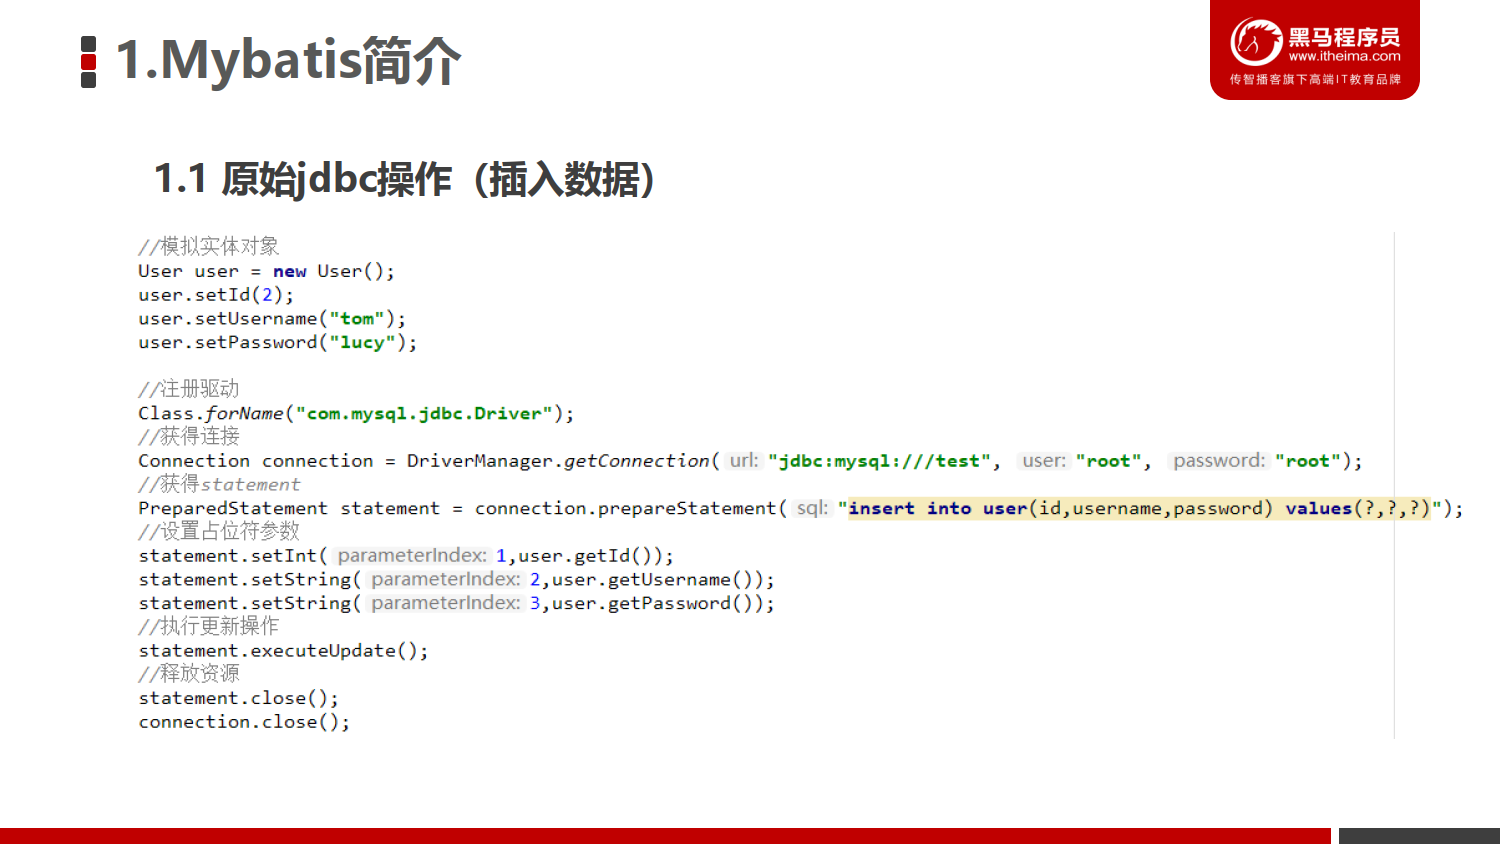 1.Mybatis简介
黑马程序员
www.itheima.com
传智播客旗下高端IT教育品牌
1.1 原始jdbc操作（插入数据）
//模拟实体对象
User user = new User();
user.setId(2);
user.setUsername("tom");
user.setPassword("lucy");
//注册驱动
Class.forName("com.mysql.jdbc.Driver");
//获得连接
Connection connection = DriverManager.getConnection( url: "jdbc:mysql:///test", user: "root", password: "root");
//获得statement
PreparedStatement statement = connection.prepareStatement( sql: "insert into user(id,username,password) values(?,?,?)");
//设置占位符参数
statement.setInt( parameterIndex: 1,user.getId());
statement.setString( parameterIndex: 2,user.getUsername());
statement.setString( parameterIndex: 3,user.getPassword());
//执行更新操作
statement.executeUpdate();
//释放资源
statement.close();
connection.close();